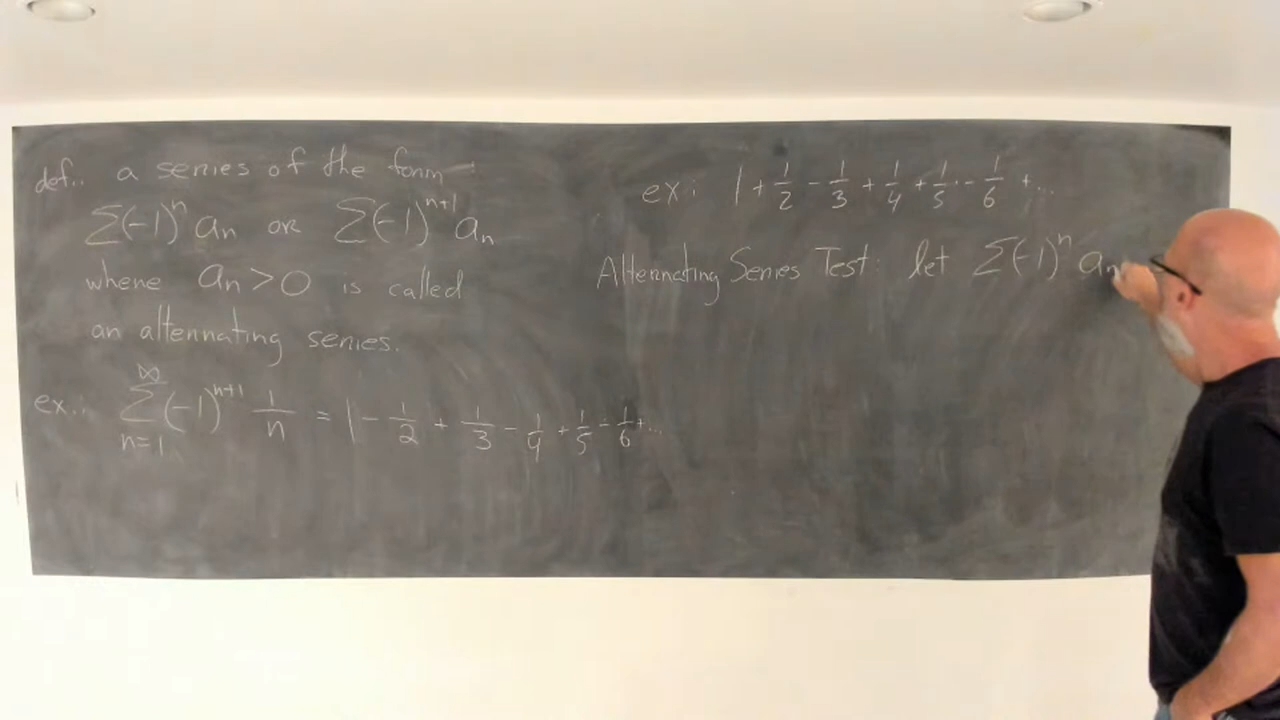 def.: a series of the form
∑(-1)ⁿ aₙ or ∑(-1)ⁿ⁺¹ aₙ
where aₙ > 0 is called
an alternating series.
ex.: ∑_{n=1}^{∞} (-1)ⁿ⁺¹ 1/n = 1 - 1/2 + 1/3 - 1/4 + 1/5 - 1/6 + ...
ex: 1 + 1/2 - 1/3 + 1/4 + 1/5 - 1/6 + ...
Alternating Series Test: let ∑(-1)ⁿ aₙ